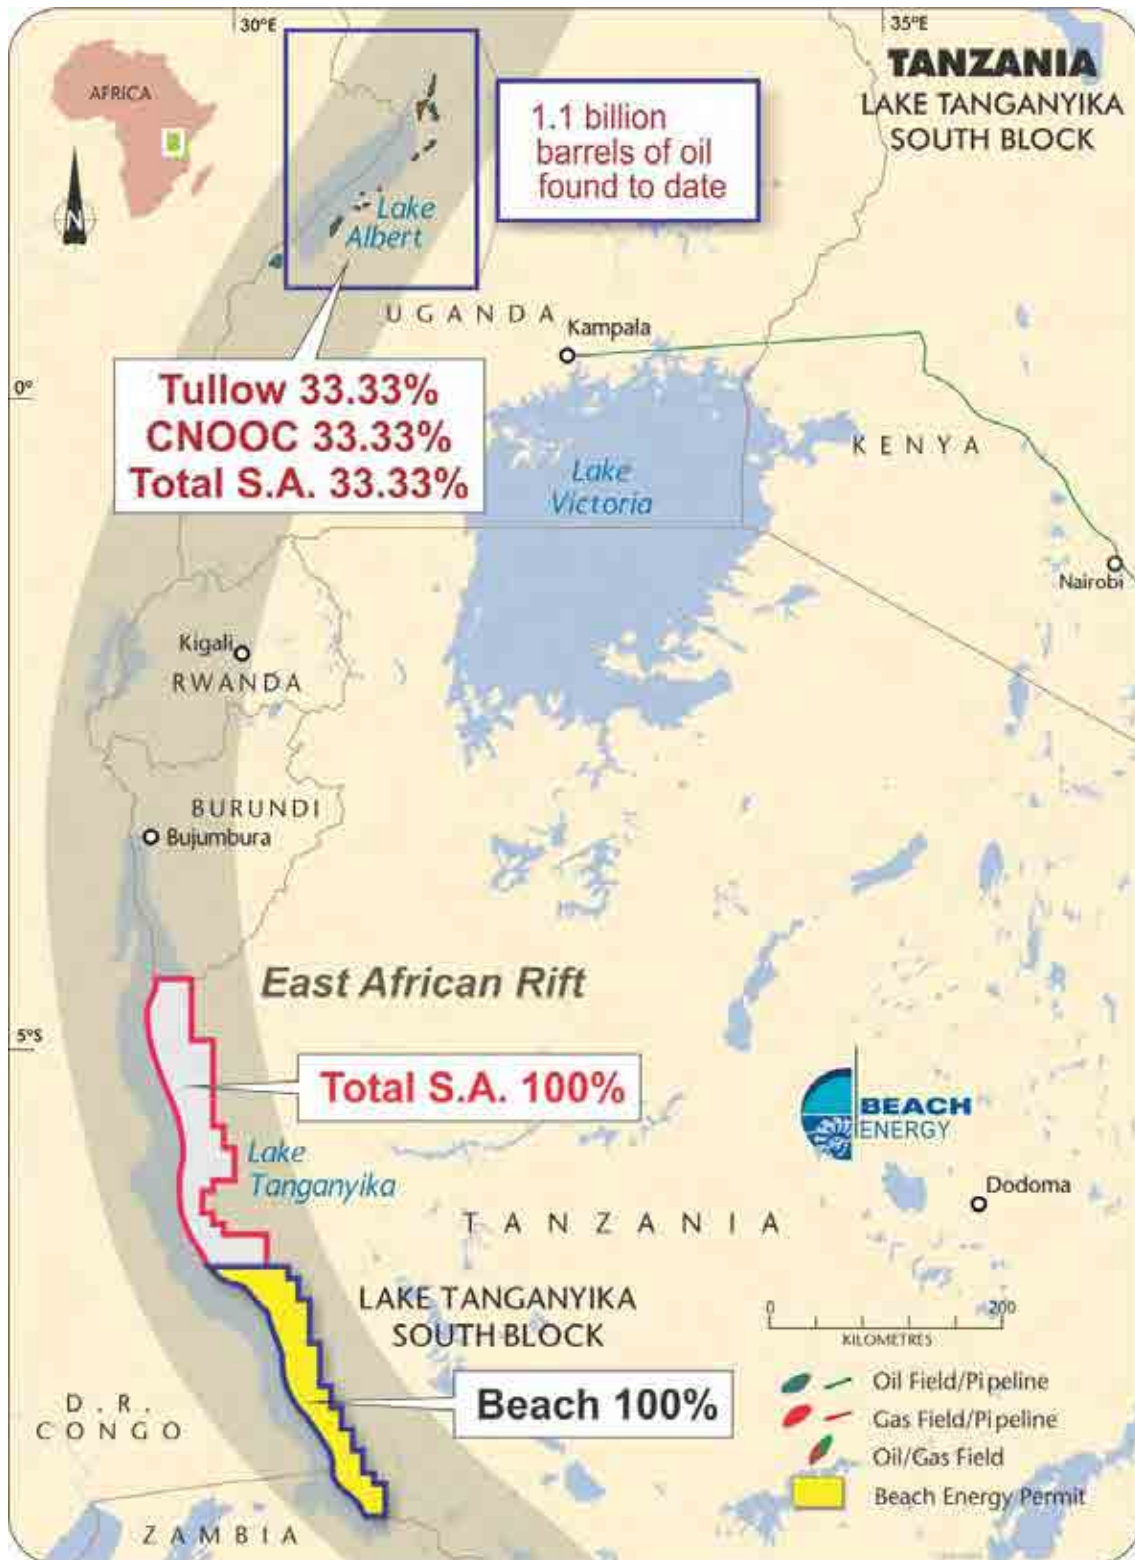 30°E
35°E
TANZANIA
LAKE TANGANYIKA
SOUTH BLOCK
AFRICA
N
1.1 billion
barrels of oil
found to date
Lake
Albert
UGANDA
Kampala
0°
Tullow 33.33%
CNOOC 33.33%
Total S.A. 33.33%
KENYA
Lake
Victoria
Nairobi
Kigali
RWANDA
BURUNDI
Bujumbura
East African Rift
5°S
Total S.A. 100%
BEACH
ENERGY
Lake
Tanganyika
Dodoma
TANZANIA
LAKE TANGANYIKA
SOUTH BLOCK
0 200
KILOMETRES
Beach 100%
D.R.
CONGO
Oil Field/Pipeline
Gas Field/Pipeline
Oil/Gas Field
Beach Energy Permit
ZAMBIA